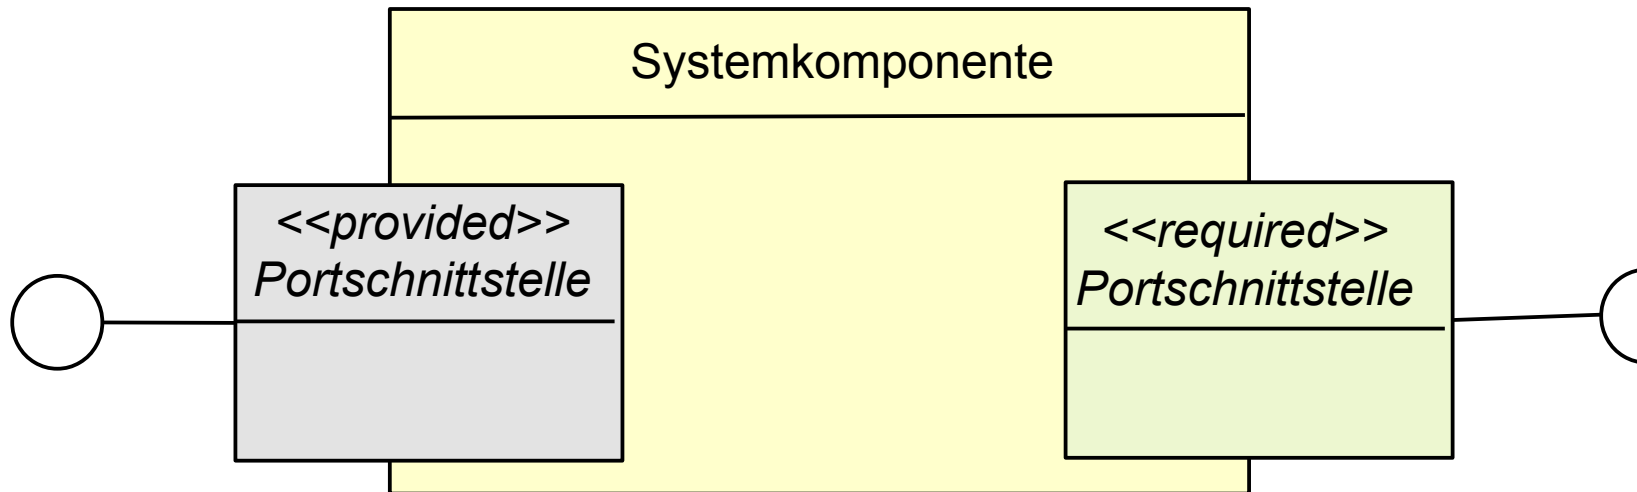 Systemkomponente
<<provided>>
Portschnittstelle
<<required>>
Portschnittstelle